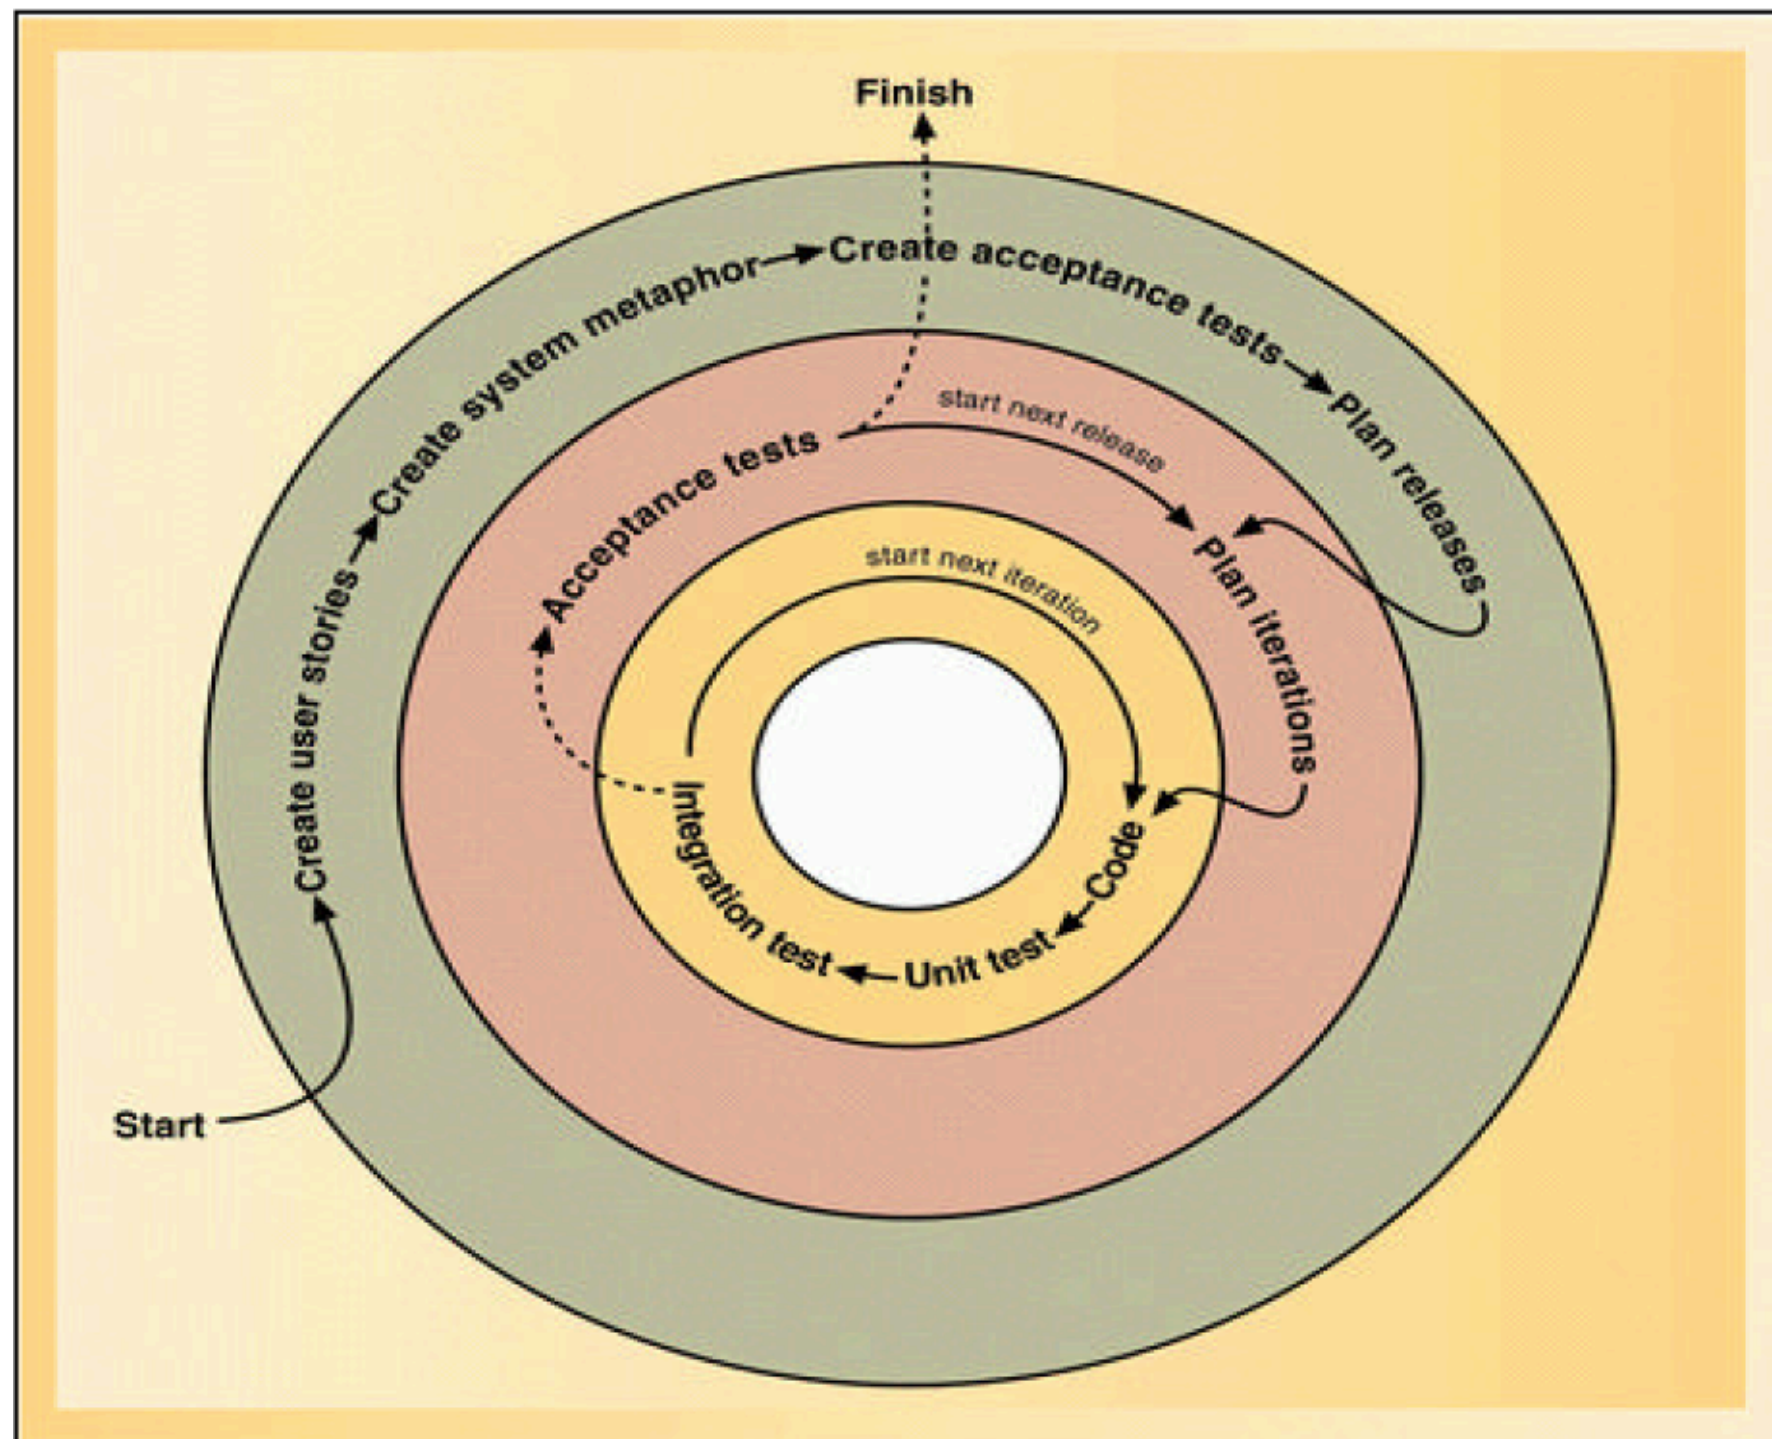 Finish
Create user stories
Create system metaphor
Create acceptance tests
Plan releases
start next release
Acceptance tests
Plan iterations
start next iteration
Code
Unit test
Integration test
Start